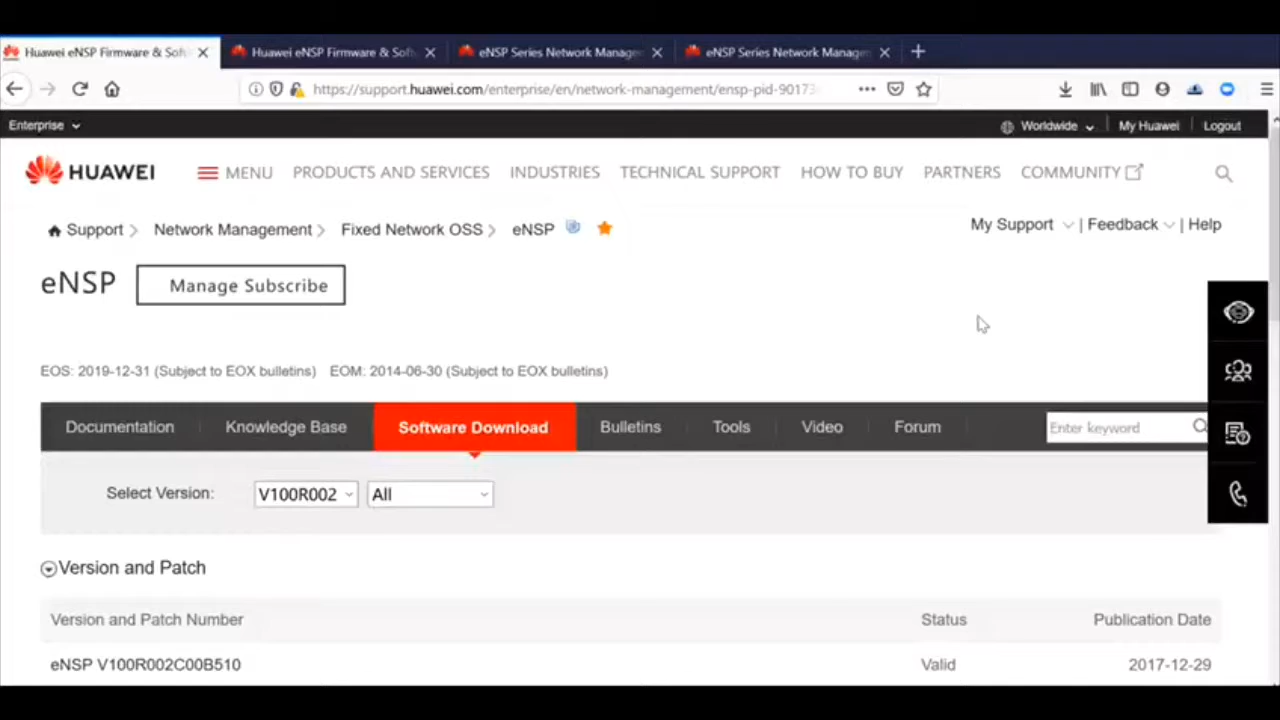 Huawei eNSP Firmware & Soft
Huawei eNSP Firmware & Soft
eNSP Series Network Manage
eNSP Series Network Manage
https://support.huawei.com/enterprise/en/network-management/ensp-pid-90173
Enterprise
Worldwide
My Huawei
Logout
HUAWEI
MENU
PRODUCTS AND SERVICES
INDUSTRIES
TECHNICAL SUPPORT
HOW TO BUY
PARTNERS
COMMUNITY
Support > Network Management > Fixed Network OSS > eNSP
My Support | Feedback | Help
eNSP
Manage Subscribe
EOS: 2019-12-31 (Subject to EOX bulletins) EOM: 2014-06-30 (Subject to EOX bulletins)
Documentation
Knowledge Base
Software Download
Bulletins
Tools
Video
Forum
Enter keyword
Select Version: V100R002 All
Version and Patch
Version and Patch Number Status Publication Date
eNSP V100R002C00B510 Valid 2017-12-29